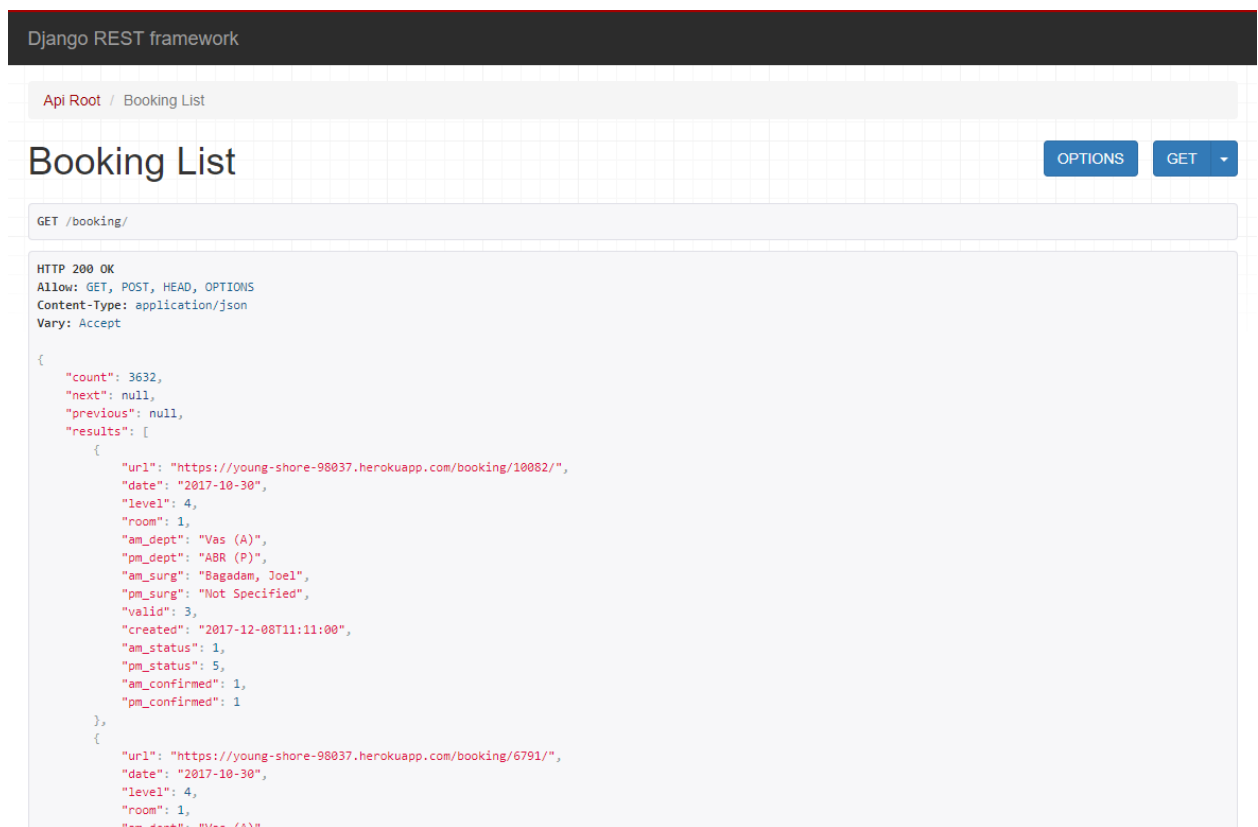 Django REST framework
Api Root / Booking List
Booking List
OPTIONS
GET
GET /booking/
HTTP 200 OK
Allow: GET, POST, HEAD, OPTIONS
Content-Type: application/json
Vary: Accept
{
    "count": 3632,
    "next": null,
    "previous": null,
    "results": [
        {
            "url": "https://young-shore-98037.herokuapp.com/booking/10082/",
            "date": "2017-10-30",
            "level": 4,
            "room": 1,
            "am_dept": "Vas (A)",
            "pm_dept": "ABR (P)",
            "am_surg": "Bagadam, Joel",
            "pm_surg": "Not Specified",
            "valid": 3,
            "created": "2017-12-08T11:11:00",
            "am_status": 1,
            "pm_status": 5,
            "am_confirmed": 1,
            "pm_confirmed": 1
        },
        {
            "url": "https://young-shore-98037.herokuapp.com/booking/6791/",
            "date": "2017-10-30",
            "level": 4,
            "room": 1,
            "am_dept": "Vas (A)"